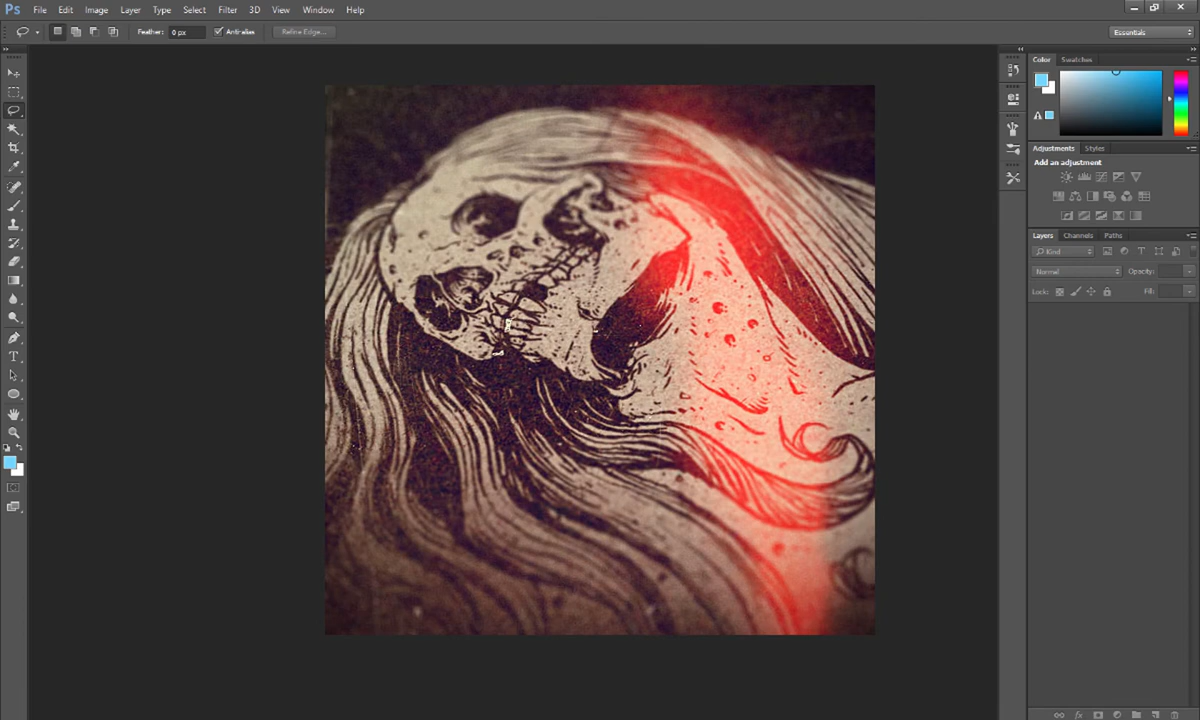 Ps File Edit Image Layer Type Select Filter 3D View Window Help
Feather: 0 px Anti-alias Refine Edge... Essentials
Color Swatches
Adjustments Styles
Add an adjustment
Layers Channels Paths
Kind
Normal Opacity:
Lock: Fill: